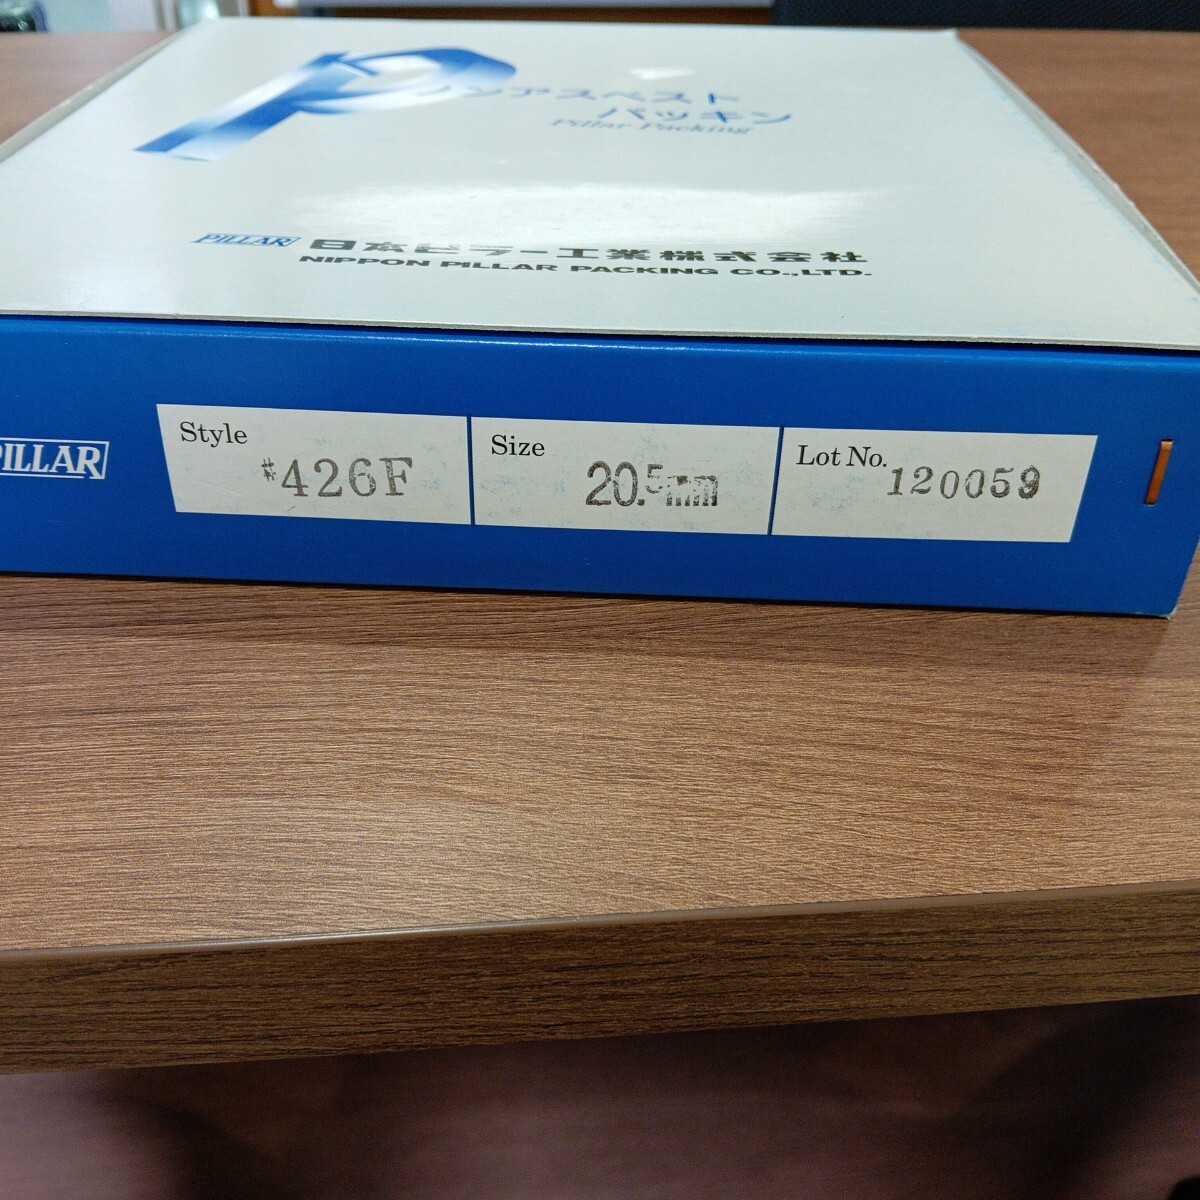 ノンアスベスト
パッキン
Pillar Packing
PILLAR 日本ピラー工業株式会社
NIPPON PILLAR PACKING CO.,LTD.
PILLAR
Style
#426F
Size
20.5mm
Lot No.
120059